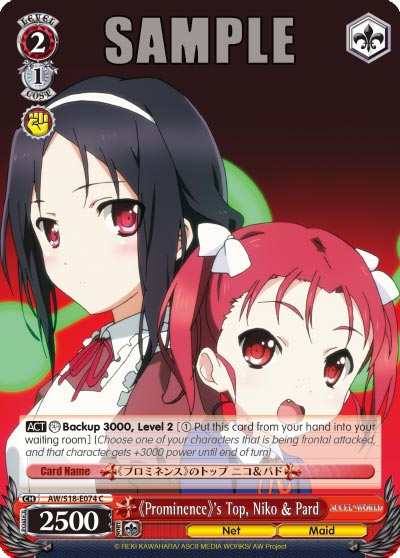 SAMPLE
LEVEL
2
1
COST
ACT Backup 3000, Level 2 [① Put this card from your hand into your
waiting room] (Choose one of your characters that is being frontal attacked,
and that character gets +3000 power until end of turn)
Card Name 《プロミネンス》のトップ ニコ&パド
CH AW/S18-E074 C
2500
《Prominence》's Top, Niko & Pard
ACCEL WORLD
Net Maid
© REKI KAWAHARA/ ASCII MEDIA WORKS/ AW Project